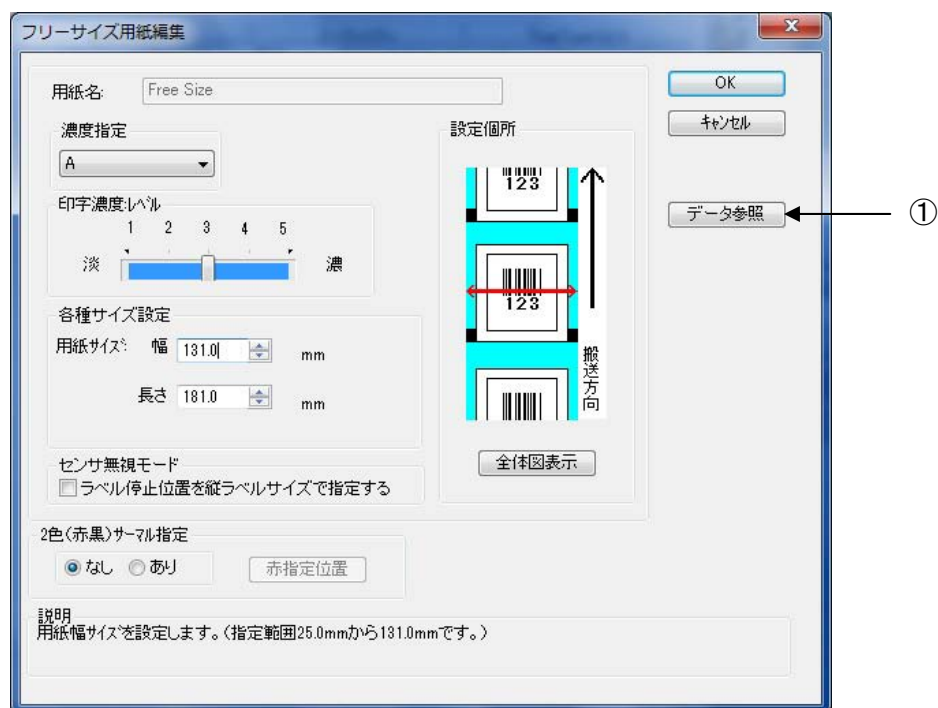 フリーサイズ用紙編集
用紙名:
Free Size
OK
キャンセル
濃度指定
A
設定個所
データ参照
①
印字濃度:レベル
1 2 3 4 5
淡
濃
123
123
搬送方向
各種サイズ設定
用紙サイズ: 幅 131.0 mm
長さ 181.0 mm
全体図表示
センサ無視モード
ラベル停止位置を縦ラベルサイズで指定する
2色(赤黒)サーマル指定
なし あり
赤指定位置
説明
用紙幅サイズを設定します。(指定範囲25.0mmから131.0mmです。)